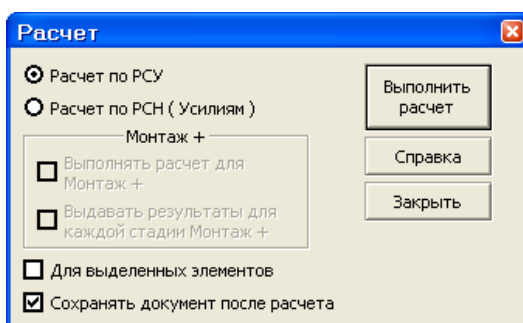 Расчет
Расчет по РСУ
Расчет по РСН ( Усилиям )
Монтаж +
Выполнять расчет для
Монтаж +
Выдавать результаты для
каждой стадии Монтаж +
Для выделенных элементов
Сохранять документ после расчета
Выполнить
расчет
Справка
Закрыть